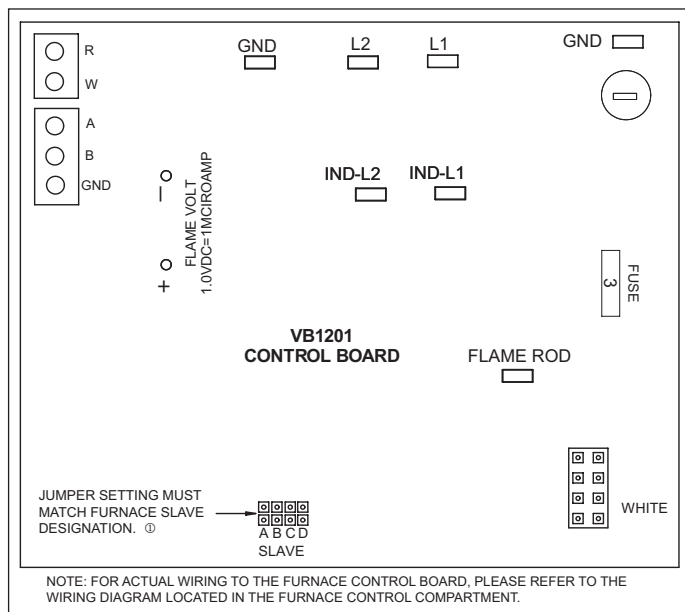 GND L2 L1 GND
R
W
A
B
GND
IND-L2 IND-L1
− +
FLAME VOLT
1.0VDC=1MCIROAMP
3
FUSE
VB1201
CONTROL BOARD
FLAME ROD
JUMPER SETTING MUST
MATCH FURNACE SLAVE
DESIGNATION. ①
A B C D
SLAVE
WHITE
NOTE: FOR ACTUAL WIRING TO THE FURNACE CONTROL BOARD, PLEASE REFER TO THE
WIRING DIAGRAM LOCATED IN THE FURNACE CONTROL COMPARTMENT.